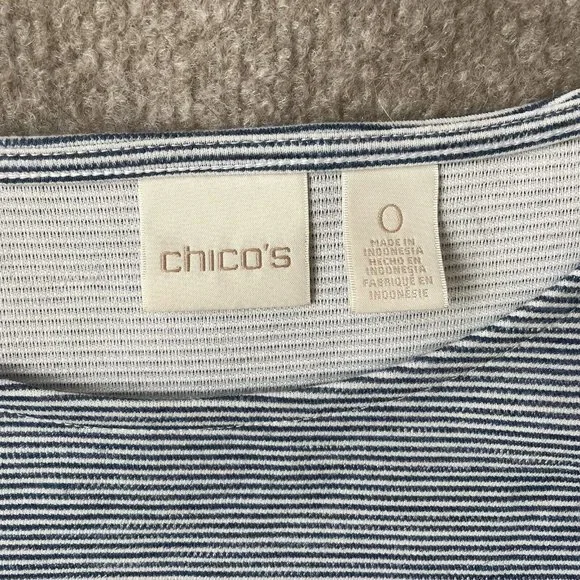 chico's
0
MADE IN
INDONESIA
HECHO EN
INDONESIA
FABRIQUÉ EN
INDONÉSIE